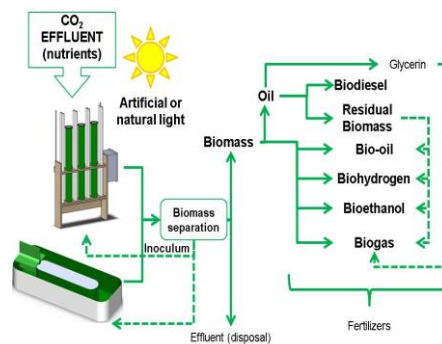 CO2
EFFLUENT
(nutrients)
Artificial or
natural light
Biomass
separation
Inoculum
Biomass
Effluent (disposal)
Oil
Glycerin
Biodiesel
Residual
Biomass
Bio-oil
Biohydrogen
Bioethanol
Biogas
Fertilizers